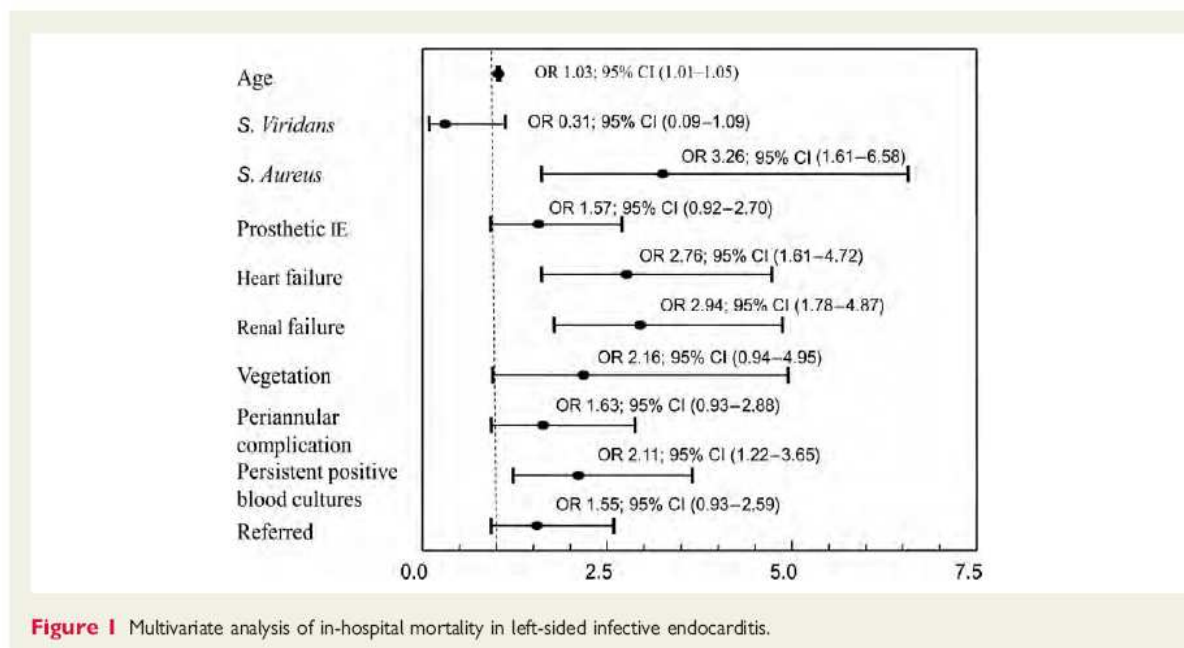 Age
OR 1.03; 95% CI (1.01–1.05)
S. Viridans
OR 0.31; 95% CI (0.09–1.09)
S. Aureus
OR 3.26; 95% CI (1.61–6.58)
Prosthetic IE
OR 1.57; 95% CI (0.92–2.70)
Heart failure
OR 2.76; 95% CI (1.61–4.72)
Renal failure
OR 2.94; 95% CI (1.78–4.87)
Vegetation
OR 2.16; 95% CI (0.94–4.95)
Periannular
complication
OR 1.63; 95% CI (0.93–2.88)
Persistent positive
blood cultures
OR 2.11; 95% CI (1.22–3.65)
Referred
OR 1.55; 95% CI (0.93–2.59)
0.0 2.5 5.0 7.5
Figure 1 Multivariate analysis of in-hospital mortality in left-sided infective endocarditis.